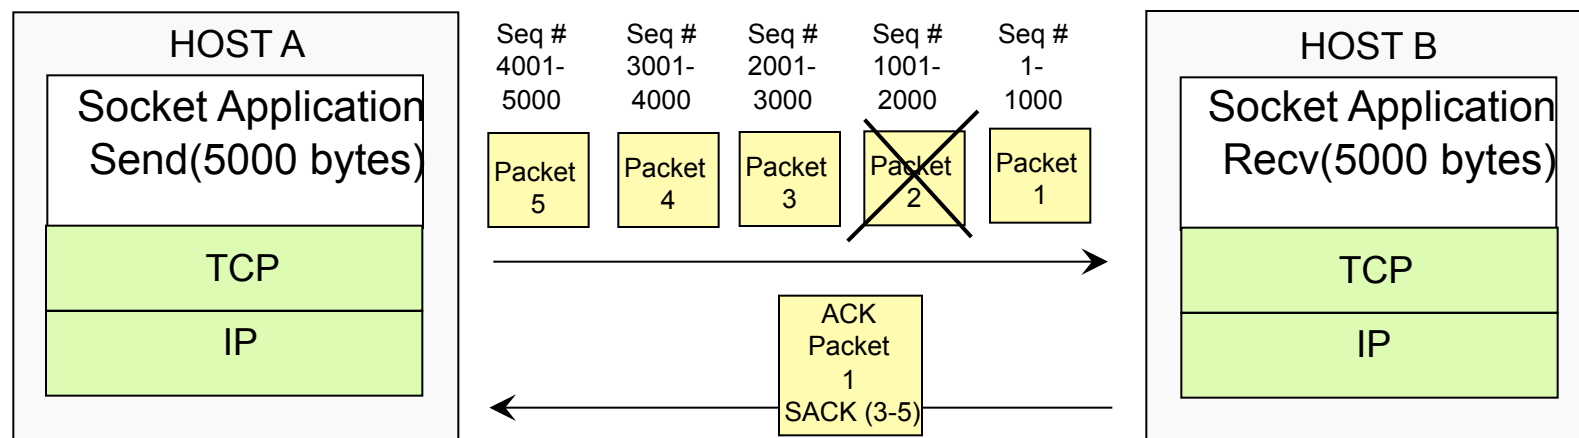 HOST A
Socket Application
Send(5000 bytes)
TCP
IP
Seq #
4001-
5000
Seq #
3001-
4000
Seq #
2001-
3000
Seq #
1001-
2000
Seq #
1-
1000
Packet
5
Packet
4
Packet
3
Packet
2
Packet
1
ACK
Packet
1
SACK (3-5)
HOST B
Socket Application
Recv(5000 bytes)
TCP
IP